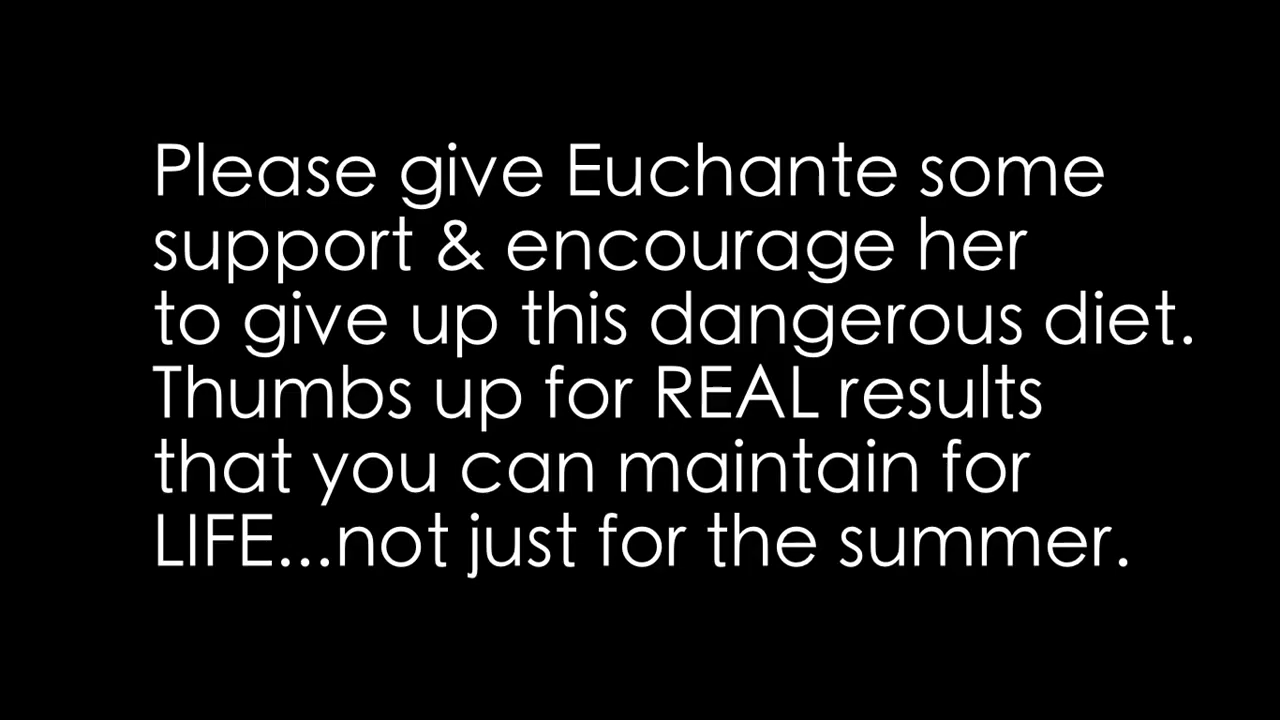 Please give Euchante some
support & encourage her
to give up this dangerous diet.
Thumbs up for REAL results
that you can maintain for
LIFE...not just for the summer.